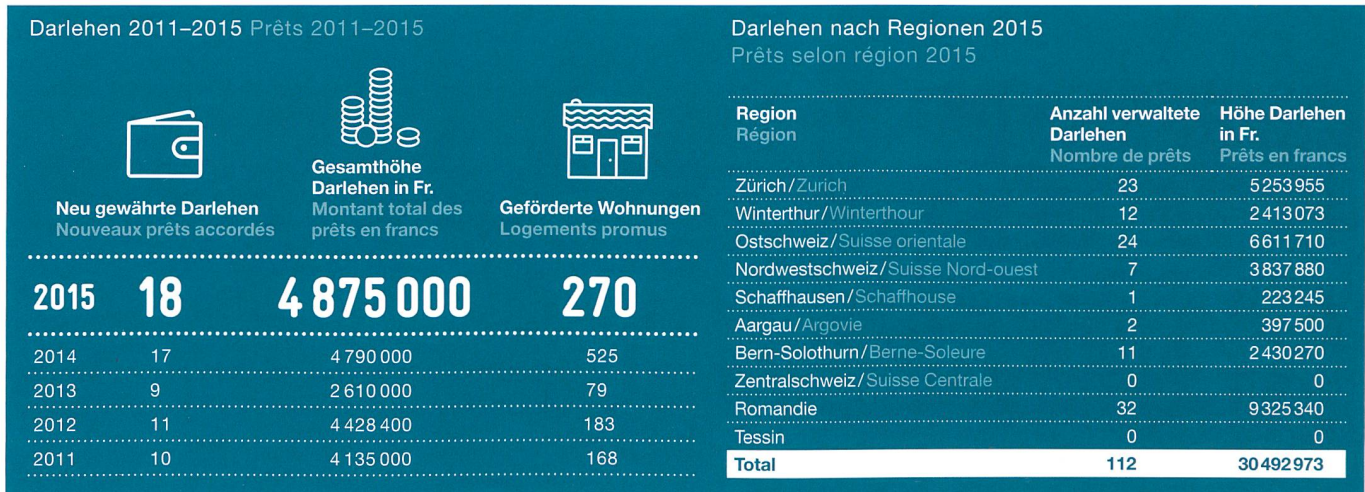 Darlehen 2011–2015 Prêts 2011–2015
Neu gewährte Darlehen
Nouveaux prêts accordés
Gesamthöhe
Darlehen in Fr.
Montant total des
prêts en francs
Geförderte Wohnungen
Logements promus
2015 18 4 875 000 270
2014 17 4 790 000 525
2013 9 2 610 000 79
2012 11 4 428 400 183
2011 10 4 135 000 168
Darlehen nach Regionen 2015
Prêts selon région 2015
Region Anzahl verwaltete Höhe Darlehen
Région Darlehen in Fr.
Nombre de prêts Prêts en francs
Zürich/Zurich 23 5 253 955
Winterthur/Winterthour 12 2 413 073
Ostschweiz/Suisse orientale 24 6 611 710
Nordwestschweiz/Suisse Nord-ouest 7 3 837 880
Schaffhausen/Schaffhouse 1 223 245
Aargau/Argovie 2 397 500
Bern-Solothurn/Berne-Soleure 11 2 430 270
Zentralschweiz/Suisse Centrale 0 0
Romandie 32 9 325 340
Tessin 0 0
Total 112 30 492 973